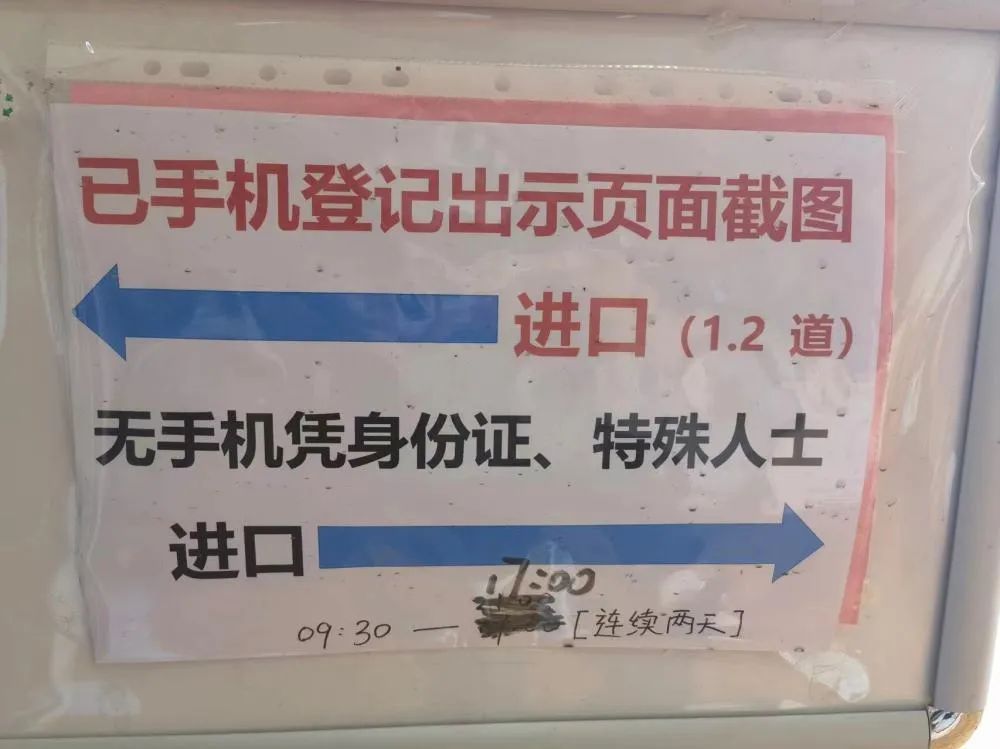 已手机登记出示页面截图
进口（1.2 道）
无手机凭身份证、特殊人士
进口
17:00
09:30 — [连续两天]